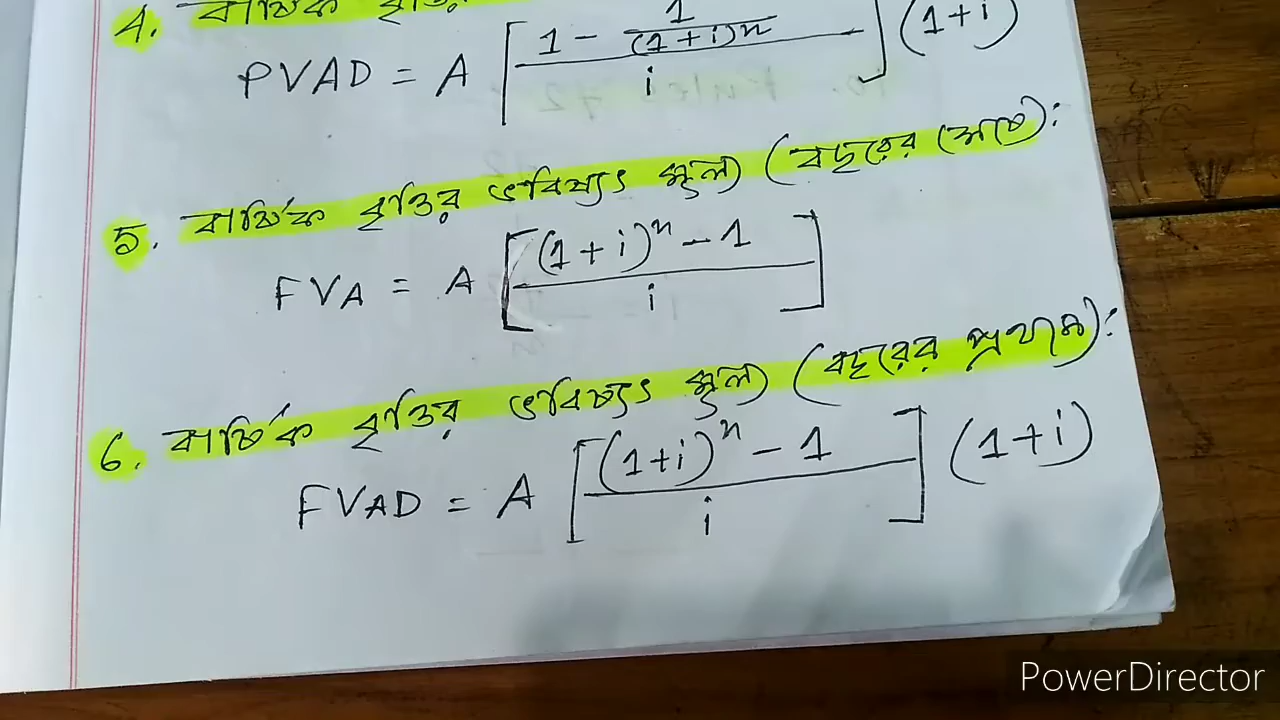 4. বার্ষিক বৃত্তির
PVAD = A [ (1 - 1/(1+i)^n) / i ] (1+i)
5. বার্ষিক বৃত্তির ভবিষ্যৎ মূল্য (বছরের শেষে):
FVA = A [ ((1+i)^n - 1) / i ]
6. বার্ষিক বৃত্তির ভবিষ্যৎ মূল্য (বছরের প্রথমে):
FVAD = A [ ((1+i)^n - 1) / i ] (1+i)
PowerDirector